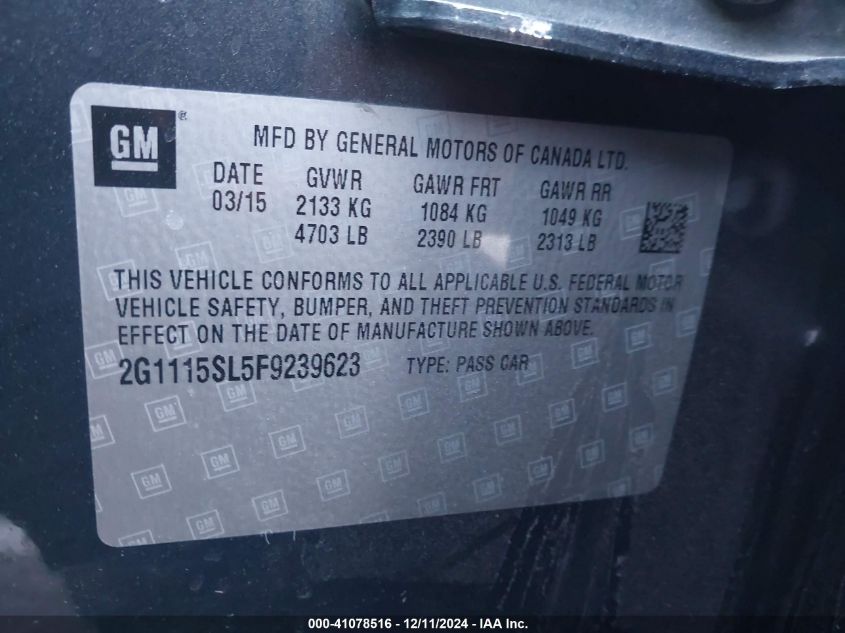 GM ®
MFD BY GENERAL MOTORS OF CANADA LTD.
DATE GVWR GAWR FRT GAWR RR
03/15 2133 KG 1084 KG 1049 KG
4703 LB 2390 LB 2313 LB
THIS VEHICLE CONFORMS TO ALL APPLICABLE U.S. FEDERAL MOTOR
VEHICLE SAFETY, BUMPER, AND THEFT PREVENTION STANDARDS IN
EFFECT ON THE DATE OF MANUFACTURE SHOWN ABOVE.
2G1115SL5F9239623 TYPE: PASS CAR
000-41078516 - 12/11/2024 - IAA Inc.